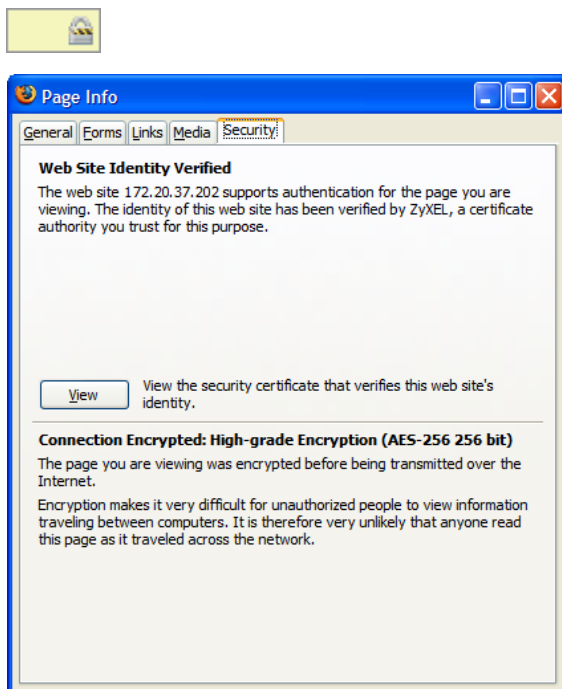 Page Info
General Forms Links Media Security
Web Site Identity Verified
The web site 172.20.37.202 supports authentication for the page you are
viewing. The identity of this web site has been verified by ZyXEL, a certificate
authority you trust for this purpose.
View
View the security certificate that verifies this web site's
identity.
Connection Encrypted: High-grade Encryption (AES-256 256 bit)
The page you are viewing was encrypted before being transmitted over the
Internet.
Encryption makes it very difficult for unauthorized people to view information
traveling between computers. It is therefore very unlikely that anyone read
this page as it traveled across the network.